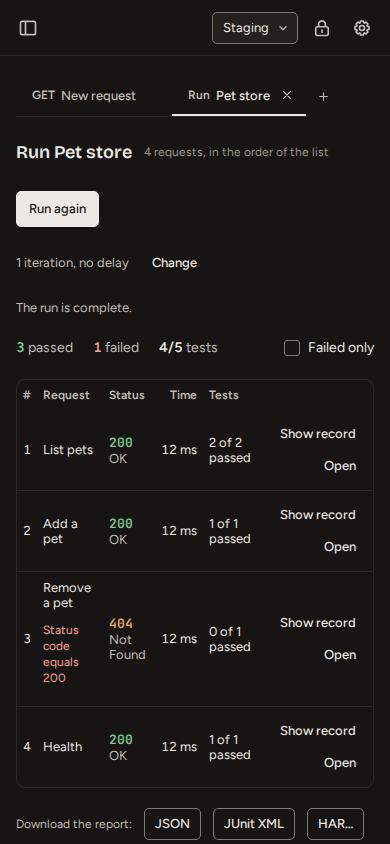 Staging
GET New request
Run Pet store
Run Pet store
4 requests, in the order of the list
Run again
1 iteration, no delay
Change
The run is complete.
3 passed
1 failed
4/5 tests
Failed only
# Request Status Time Tests
1 List pets 200 OK 12 ms 2 of 2 passed Show record Open
2 Add a pet 200 OK 12 ms 1 of 1 passed Show record Open
3 Remove a pet Status code equals 200 404 Not Found 12 ms 0 of 1 passed Show record Open
4 Health 200 OK 12 ms 1 of 1 passed Show record Open
Download the report: JSON JUnit XML HAR...